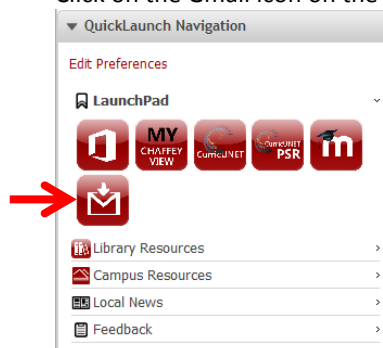 Click on the Gmail icon on the
QuickLaunch Navigation
Edit Preferences
LaunchPad
MY
CHAFFEY
VIEW
CurricUNET
CurricUNET
PSR
m
Library Resources
Campus Resources
Local News
Feedback